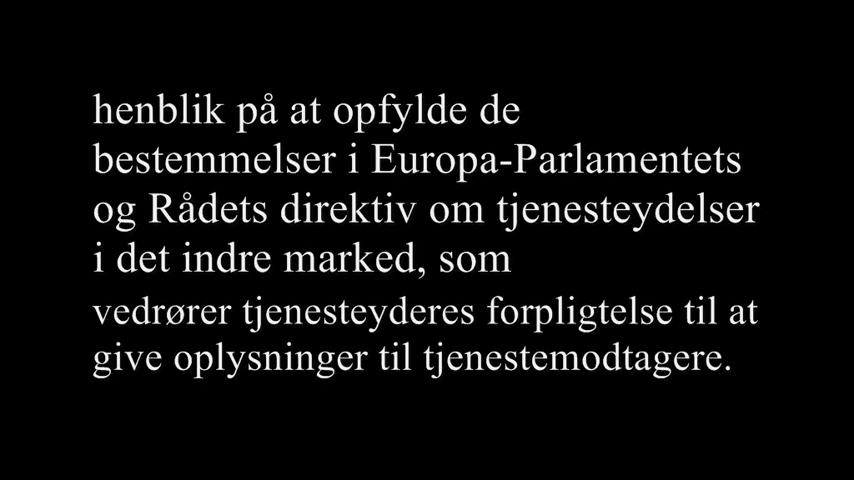 henblik på at opfylde de
bestemmelser i Europa-Parlamentets
og Rådets direktiv om tjenesteydelser
i det indre marked, som
vedrører tjenesteyderes forpligtelse til at
give oplysninger til tjenestemodtagere.